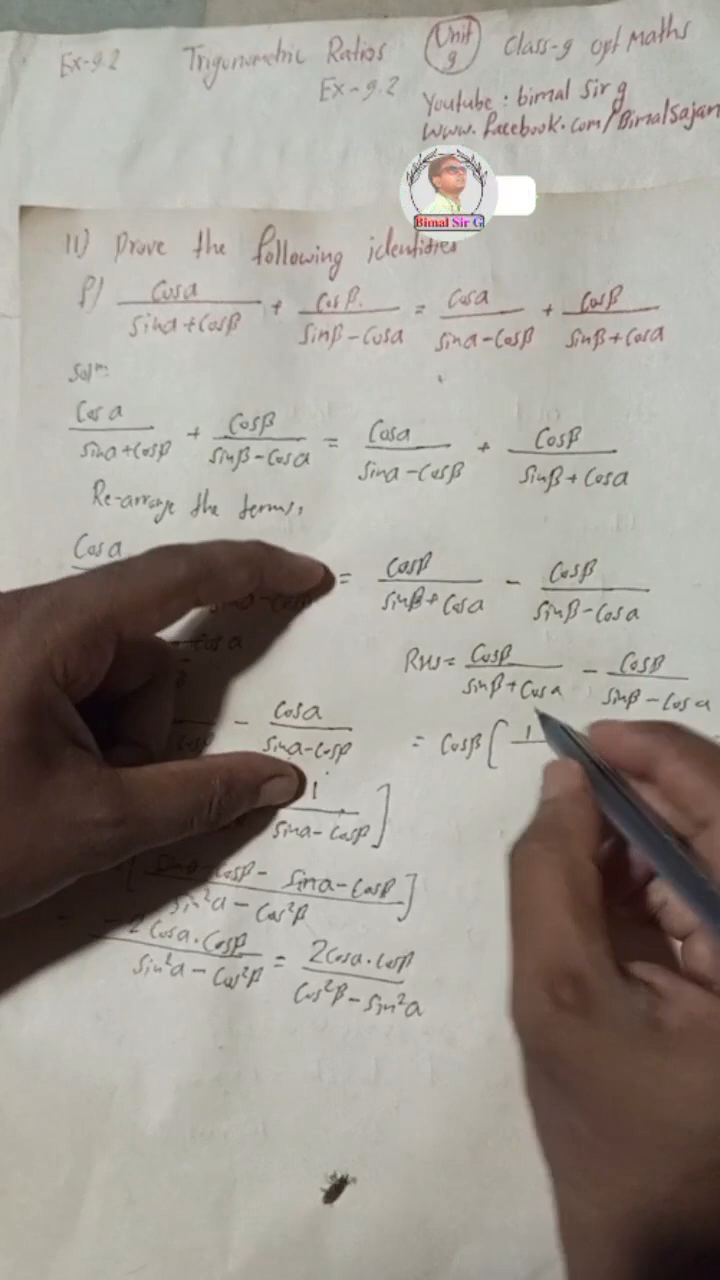 Ex-9.2 Trigonometric Ratios Unit 9 Class-9 opt Maths
Ex-9.2 Youtube: bimal Sir g
www.facebook.com/Bimalsajan
Bimal Sir G
11) prove the following identities
P) Cosα/(Sinα+Cosβ) + Cosβ/(Sinβ-Cosα) = Cosα/(Sinα-Cosβ) + Cosβ/(Sinβ+Cosα)
Soln:
Cosα/(Sinα+Cosβ) + Cosβ/(Sinβ-Cosα) = Cosα/(Sinα-Cosβ) + Cosβ/(Sinβ+Cosα)
Re-arrange the terms,
Cosα = Cosβ/(Sinβ+Cosα) - Cosβ/(Sinβ-Cosα)
RHS = Cosβ/(Sinβ+Cosα) - Cosβ/(Sinβ-Cosα)
- Cosα/(Sinα-Cosβ) = Cosβ [ 1
1/(Sinα-Cosβ) ]
Cosβ - Sinα-Cosβ/(Sin²α-Cos²β) ]
-2Cosα.Cosβ/(Sin²α-Cos²β) = 2Cosα.Cosβ/(Cos²β-Sin²α)